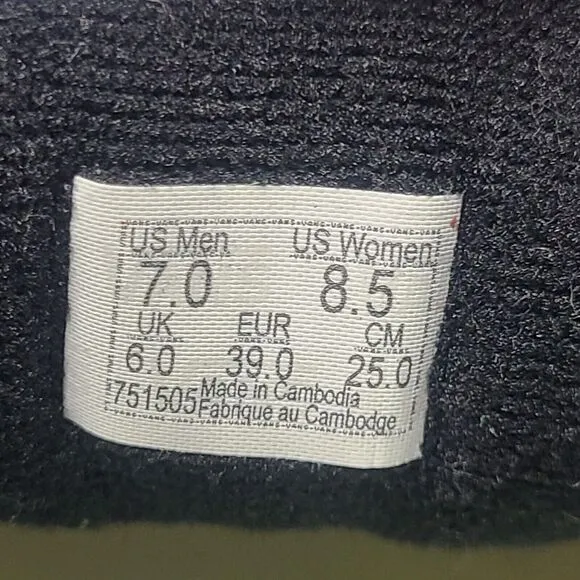 US Men US Women
7.0 8.5
UK EUR CM
6.0 39.0 25.0
751505 Made in Cambodia
Fabrique au Cambodge